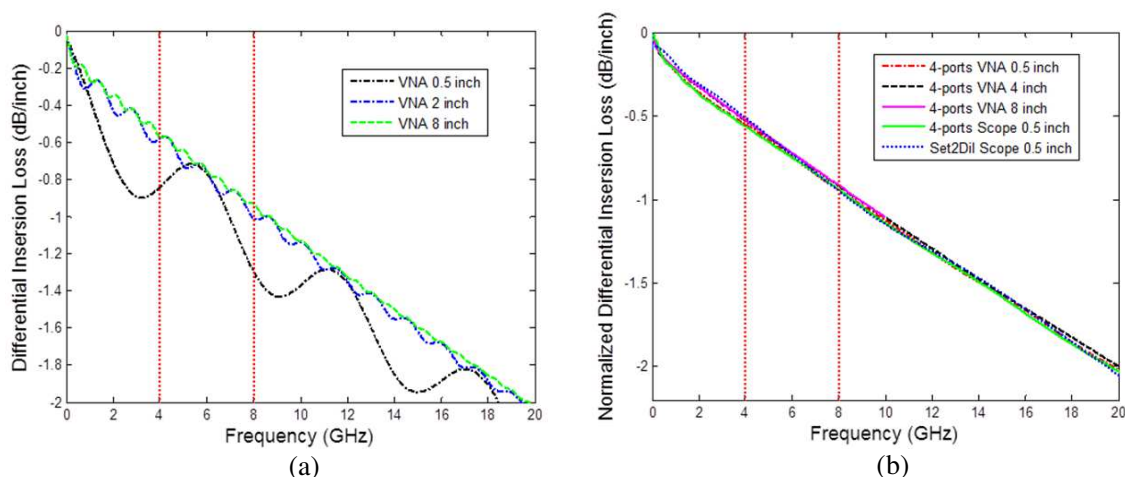 Differential Insersion Loss (dB/inch)
0
-0.2
-0.4
-0.6
-0.8
-1
-1.2
-1.4
-1.6
-1.8
-2
0 2 4 6 8 10 12 14 16 18 20
Frequency (GHz)
VNA 0.5 inch
VNA 2 inch
VNA 8 inch
(a)
Normalized Differential Insersion Loss (dB/inch)
0
-0.5
-1
-1.5
-2
0 2 4 6 8 10 12 14 16 18 20
Frequency (GHz)
4-ports VNA 0.5 inch
4-ports VNA 4 inch
4-ports VNA 8 inch
4-ports Scope 0.5 inch
Set2Dil Scope 0.5 inch
(b)